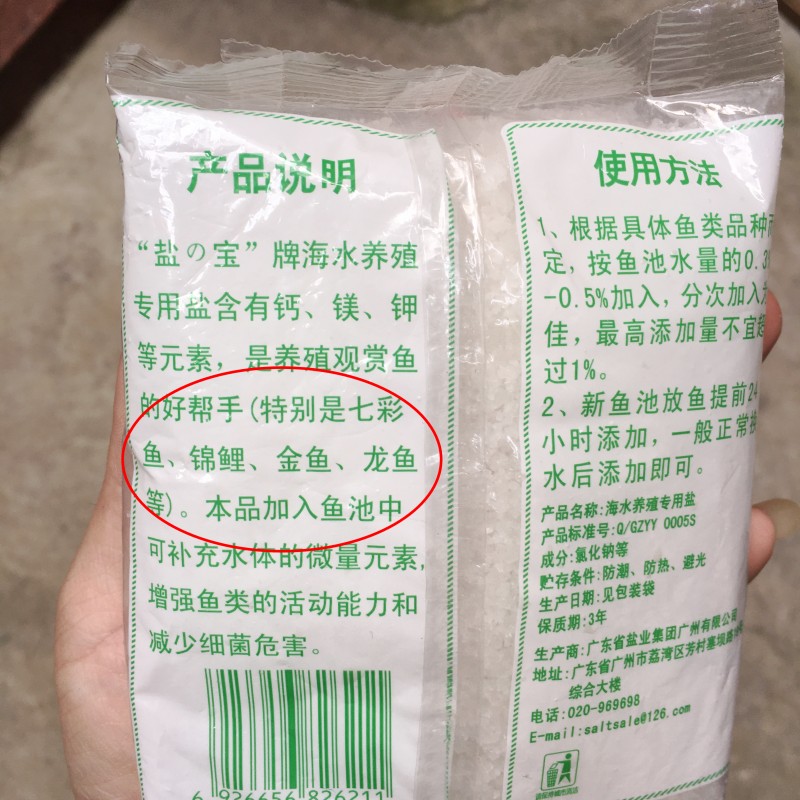 产品说明
“盐の宝”牌海水养殖
专用盐含有钙、镁、钾
等元素，是养殖观赏鱼
的好帮手(特别是七彩
鱼、锦鲤、金鱼、龙鱼
等)。本品加入鱼池中
可补充水体的微量元素,
增强鱼类的活动能力和
减少细菌危害。
6 926656 826211
使用方法
1、根据具体鱼类品种而
定，按鱼池水量的0.3%
-0.5%加入，分次加入为
佳，最高添加量不宜超
过1%。
2、新鱼池放鱼提前24
小时添加，一般正常换
水后添加即可。
产品名称:海水养殖专用盐
产品标准号:Q/GZYY 0005S
成分:氯化钠等
贮存条件:防潮、防热、避光
生产日期:见包装袋
保质期:3年
生产商:广东省盐业集团广州有限公司
地址:广东省广州市荔湾区芳村塞坝路
综合大楼
电话:020-969698
E-mail:saltsale@126.com